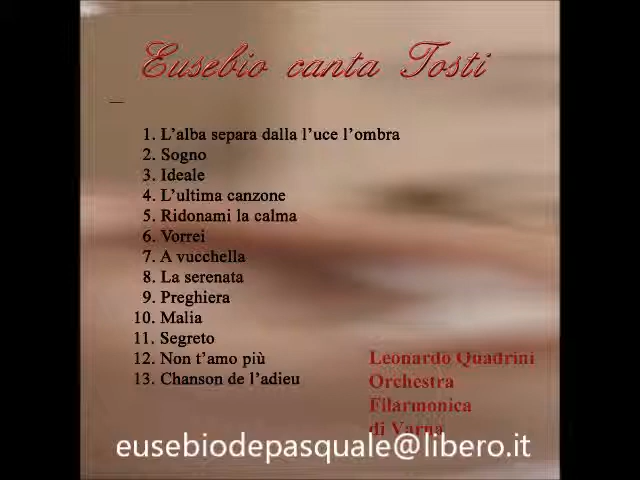 Eusebio canta Tosti
1. L'alba separa dalla l'uce l'ombra
2. Sogno
3. Ideale
4. L'ultima canzone
5. Ridonami la calma
6. Vorrei
7. A vucchella
8. La serenata
9. Preghiera
10. Malia
11. Segreto
12. Non t'amo più
13. Chanson de l'adieu
Leonardo Quadrini
Orchestra
Filarmonica
di Varna
eusebiodepasquale@libero.it